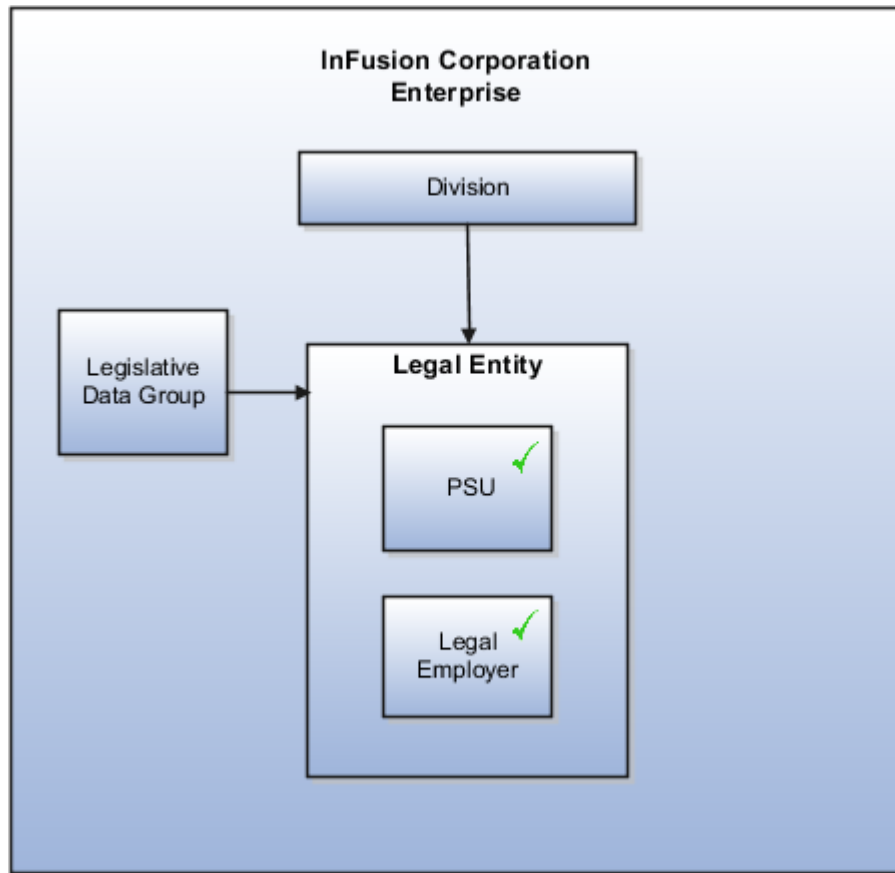 InFusion Corporation
Enterprise
Division
Legislative
Data Group
Legal Entity
PSU
Legal
Employer